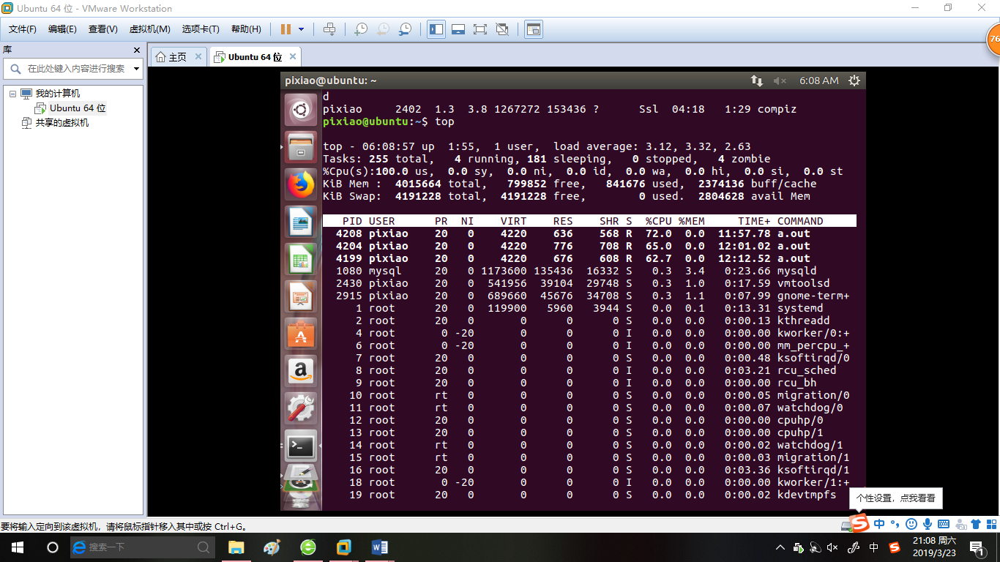 Ubuntu 64 位 - VMware Workstation
文件(F) 编辑(E) 查看(V) 虚拟机(M) 选项卡(T) 帮助(H)
76
库
在此处键入内容进行搜索
我的计算机
Ubuntu 64 位
共享的虚拟机
主页 Ubuntu 64 位
pixiao@ubuntu: ~ 6:08 AM
d
pixiao 2402 1.3 3.8 1267272 153436 ? Ssl 04:18 1:29 compiz
pixiao@ubuntu:~$ top
top - 06:08:57 up 1:55, 1 user, load average: 3.12, 3.32, 2.63
Tasks: 255 total, 4 running, 181 sleeping, 0 stopped, 4 zombie
%Cpu(s):100.0 us, 0.0 sy, 0.0 ni, 0.0 id, 0.0 wa, 0.0 hi, 0.0 si, 0.0 st
KiB Mem : 4015664 total, 799852 free, 841676 used, 2374136 buff/cache
KiB Swap: 4191228 total, 4191228 free, 0 used. 2804628 avail Mem
PID USER PR NI VIRT RES SHR S %CPU %MEM TIME+ COMMAND
4208 pixiao 20 0 4220 636 568 R 72.0 0.0 11:57.78 a.out
4204 pixiao 20 0 4220 776 708 R 65.0 0.0 12:01.02 a.out
4199 pixiao 20 0 4220 676 608 R 62.7 0.0 12:12.52 a.out
1080 mysql 20 0 1173600 135436 16332 S 0.3 3.4 0:23.66 mysqld
2430 pixiao 20 0 541956 39104 29748 S 0.3 1.0 0:17.59 vmtoolsd
2915 pixiao 20 0 689660 45676 34708 S 0.3 1.1 0:07.99 gnome-term+
1 root 20 0 119900 5960 3944 S 0.0 0.1 0:13.31 systemd
2 root 20 0 0 0 0 S 0.0 0.0 0:00.13 kthreadd
4 root 0 -20 0 0 0 I 0.0 0.0 0:00.00 kworker/0:+
6 root 0 -20 0 0 0 I 0.0 0.0 0:00.00 mm_percpu_+
7 root 20 0 0 0 0 S 0.0 0.0 0:00.48 ksoftirqd/0
8 root 20 0 0 0 0 I 0.0 0.0 0:03.21 rcu_sched
9 root 20 0 0 0 0 I 0.0 0.0 0:00.00 rcu_bh
10 root rt 0 0 0 0 S 0.0 0.0 0:00.05 migration/0
11 root rt 0 0 0 0 S 0.0 0.0 0:00.07 watchdog/0
12 root 20 0 0 0 0 S 0.0 0.0 0:00.00 cpuhp/0
13 root 20 0 0 0 0 S 0.0 0.0 0:00.00 cpuhp/1
14 root rt 0 0 0 0 S 0.0 0.0 0:00.02 watchdog/1
15 root rt 0 0 0 0 S 0.0 0.0 0:00.03 migration/1
16 root 20 0 0 0 0 S 0.0 0.0 0:03.36 ksoftirqd/1
18 root 0 -20 0 0 0 I 0.0 0.0 0:00.00 kworker/1:+
19 root 20 0 0 0 0 S 0.0 0.0 0:00.02 kdevtmpfs
个性设置，点我看看
要将输入定向到该虚拟机，请将鼠标指针移入其中或按 Ctrl+G。
中
搜索一下
中
21:08 周六
2019/3/23
1